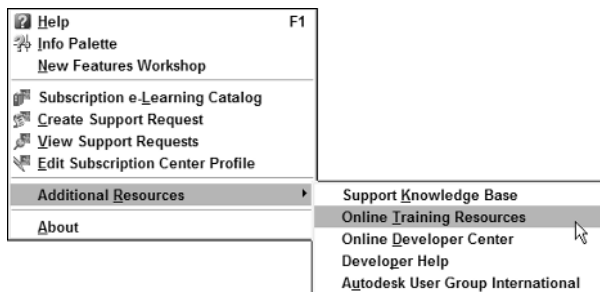 Help F1
Info Palette
New Features Workshop
Subscription e-Learning Catalog
Create Support Request
View Support Requests
Edit Subscription Center Profile
Additional Resources
About
Support Knowledge Base
Online Training Resources
Online Developer Center
Developer Help
Autodesk User Group International